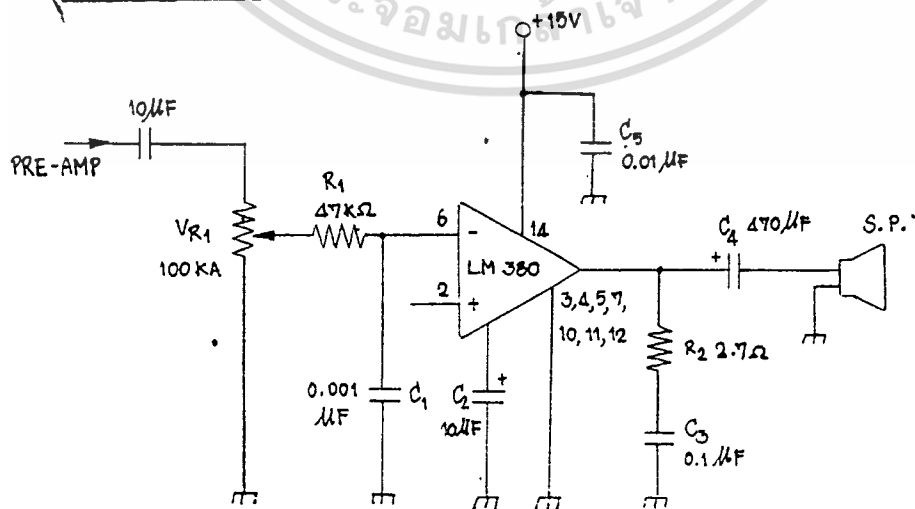 +15V
10µF
PRE-AMP
C5
0.01µF
R1
47kΩ
VR1
100KA
6
-
14
LM 380
2
+
3,4,5,7,
10,11,12
C4 470µF
+
S.P.
R2 2.7Ω
0.001
µF
C1
C2
+
10µF
C3
0.1µF